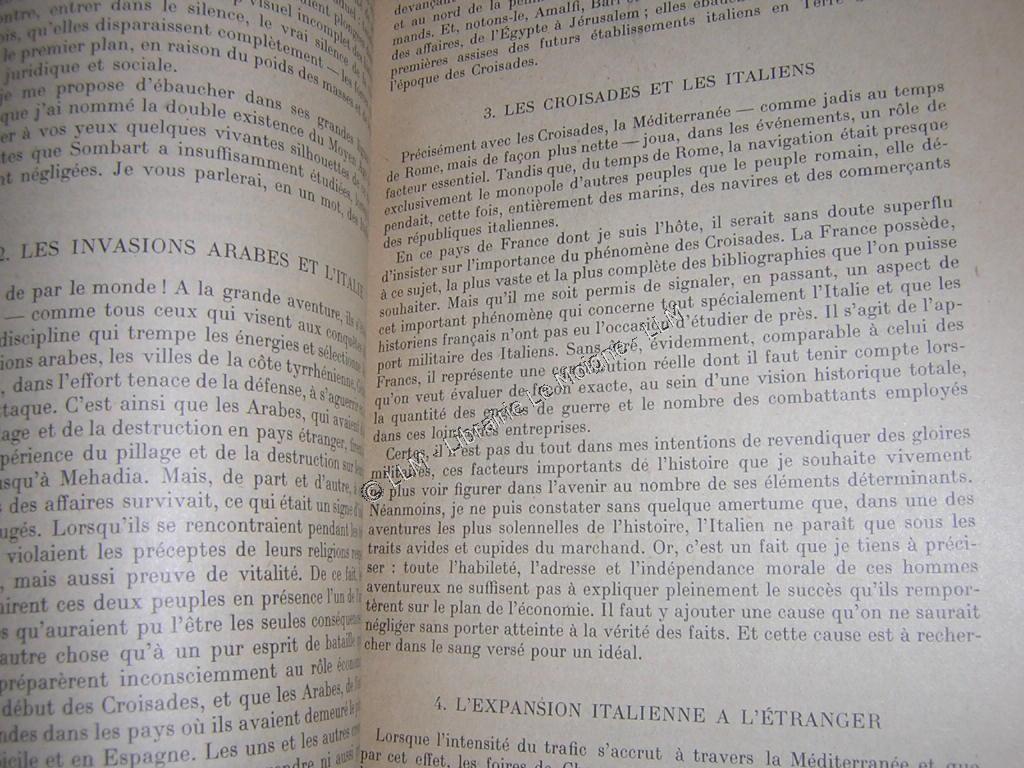 ontre, entrer dans le silence, le vrai silence de
ois, qu'elles disparaissent complètement — les
le premier plan, en raison du poids des masses et
juridique et sociale.
je me propose d'ébaucher dans ses grandes lignes
que j'ai nommé la double existence du Moyen
er à vos yeux quelques vivantes silhouettes de
tes que Sombart a insuffisamment étudiées,
nt négligées. Je vous parlerai, en un mot, des
2. LES INVASIONS ARABES ET L'ITALIE
de par le monde ! A la grande aventure, ils
— comme tous ceux qui visent aux conquêtes
discipline qui trempe les énergies et sélectionne
ions arabes, les villes de la côte tyrrhénienne,
, dans l'effort tenace de la défense, à s'aguerrir
ttaque. C'est ainsi que les Arabes, qui avaient
age et de la destruction en pays étranger, firent
xpérience du pillage et de la destruction sur leur
usqu'à Mehadia. Mais, de part et d'autre,
s des affaires survivait, ce qui était un signe
ugés. Lorsqu'ils se rencontraient pendant les
violaient les préceptes de leurs religions
, mais aussi preuve de vitalité. De ce fait,
irent ces deux peuples en présence l'un de
s qu'auraient pu l'être les seules conséquences
autre chose qu'à un pur esprit de bataille
préparèrent inconsciemment au rôle
début des Croisades, et que les Arabes, de
ndes dans les pays où ils avaient demeuré
icile et en Espagne. Les uns et les autres
ndre ni aussi
devançant
et au nord de la
mands. Et, notons-le, Amalfi, Bari
des affaires, de l'Égypte à Jérusalem ; elles
premières assises des futurs établissements italiens en Terre
l'époque des Croisades.
3. LES CROISADES ET LES ITALIENS
Précisément avec les Croisades, la Méditerranée — comme jadis au temps
de Rome, mais de façon plus nette — joua, dans les événements, un rôle de
facteur essentiel. Tandis que, du temps de Rome, la navigation était presque
exclusivement le monopole d'autres peuples que le peuple romain, elle dé-
pendait, cette fois, entièrement des marins, des navires et des commerçants
des républiques italiennes.
En ce pays de France dont je suis l'hôte, il serait sans doute superflu
d'insister sur l'importance du phénomène des Croisades. La France possède,
à ce sujet, la plus vaste et la plus complète des bibliographies que l'on puisse
souhaiter. Mais qu'il me soit permis de signaler, en passant, un aspect de
cet important phénomène qui concerne tout spécialement l'Italie et que les
historiens français n'ont pas eu l'occasion d'étudier de près. Il s'agit de l'ap-
port militaire des Italiens. Sans être, évidemment, comparable à celui des
Francs, il représente une contribution réelle dont il faut tenir compte lors-
qu'on veut évaluer de façon exacte, au sein d'une vision historique totale,
la quantité des engins de guerre et le nombre des combattants employés
dans ces lointaines entreprises.
Certes, il n'est pas du tout dans mes intentions de revendiquer des gloires
militaires, ces facteurs importants de l'histoire que je souhaite vivement
ne plus voir figurer dans l'avenir au nombre de ses éléments déterminants.
Néanmoins, je ne puis constater sans quelque amertume que, dans une des
aventures les plus solennelles de l'histoire, l'Italien ne paraît que sous les
traits avides et cupides du marchand. Or, c'est un fait que je tiens à préci-
ser : toute l'habileté, l'adresse et l'indépendance morale de ces hommes
aventureux ne suffisent pas à expliquer pleinement le succès qu'ils rempor-
tèrent sur le plan de l'économie. Il faut y ajouter une cause qu'on ne saurait
négliger sans porter atteinte à la vérité des faits. Et cette cause est à recher-
cher dans le sang versé pour un idéal.
4. L'EXPANSION ITALIENNE A L'ÉTRANGER
Lorsque l'intensité du trafic s'accrut à travers la Méditerranée et que
par cet effet, les foires de
© LLM - Librairie Le Molone - LLM